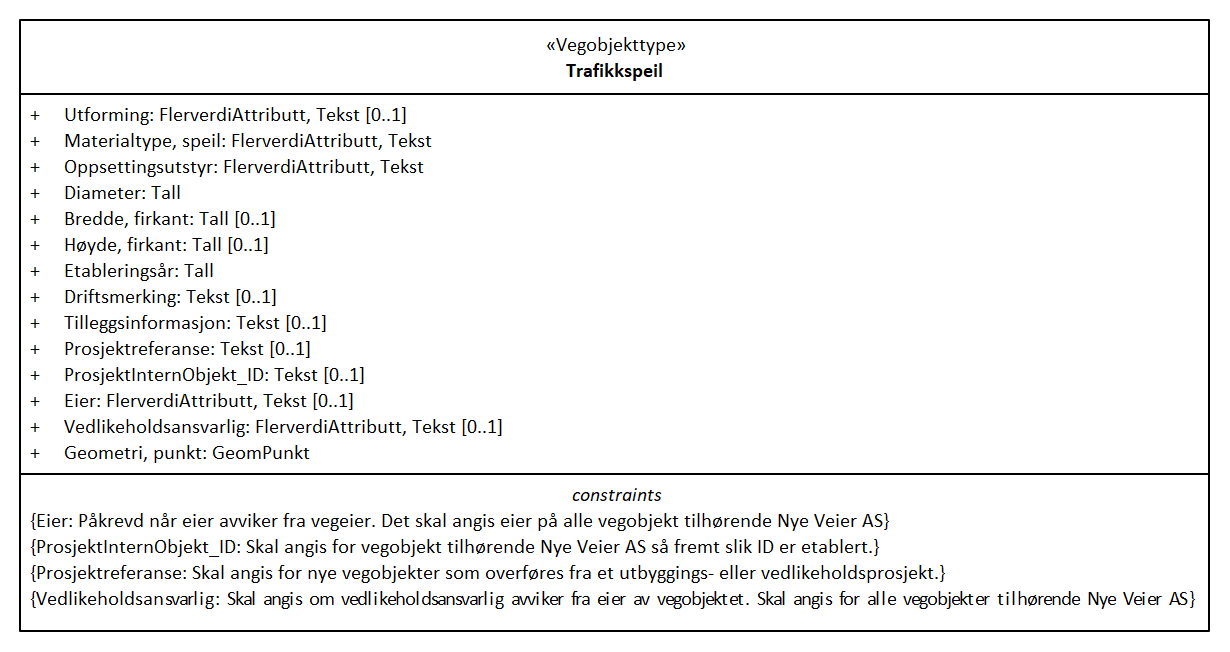 «Vegobjekttype»
Trafikkspeil
+ Utforming: FlerverdiAttributt, Tekst [0..1]
+ Materialtype, speil: FlerverdiAttributt, Tekst
+ Oppsettingsutstyr: FlerverdiAttributt, Tekst
+ Diameter: Tall
+ Bredde, firkant: Tall [0..1]
+ Høyde, firkant: Tall [0..1]
+ Etableringsår: Tall
+ Driftsmerking: Tekst [0..1]
+ Tilleggsinformasjon: Tekst [0..1]
+ Prosjektreferanse: Tekst [0..1]
+ ProsjektInternObjekt_ID: Tekst [0..1]
+ Eier: FlerverdiAttributt, Tekst [0..1]
+ Vedlikeholdsansvarlig: FlerverdiAttributt, Tekst [0..1]
+ Geometri, punkt: GeomPunkt
constraints
{Eier: Påkrevd når eier avviker fra vegeier. Det skal angis eier på alle vegobjekt tilhørende Nye Veier AS}
{ProsjektInternObjekt_ID: Skal angis for vegobjekt tilhørende Nye Veier AS så fremt slik ID er etablert.}
{Prosjektreferanse: Skal angis for nye vegobjekter som overføres fra et utbyggings- eller vedlikeholdsprosjekt.}
{Vedlikeholdsansvarlig: Skal angis om vedlikeholdsansvarlig avviker fra eier av vegobjektet. Skal angis for alle vegobjekter tilhørende Nye Veier AS}